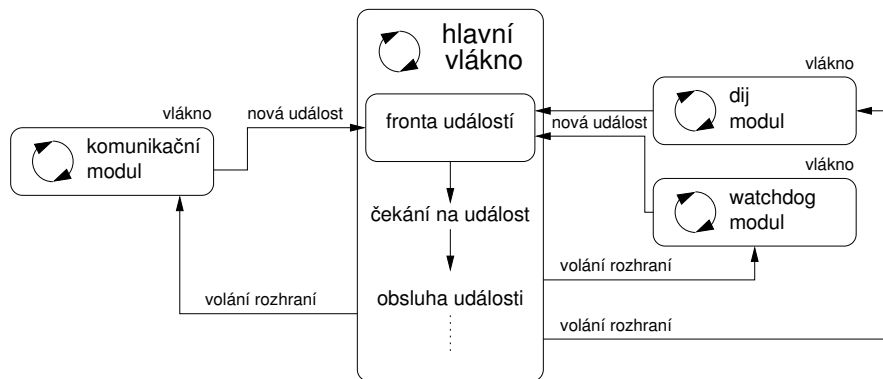 hlavní
vlákno
vlákno
nová událost
komunikační
modul
fronta událostí
nová událost
vlákno
dij
modul
vlákno
watchdog
modul
čekání na událost
volání rozhraní
obsluha události
volání rozhraní
volání rozhraní